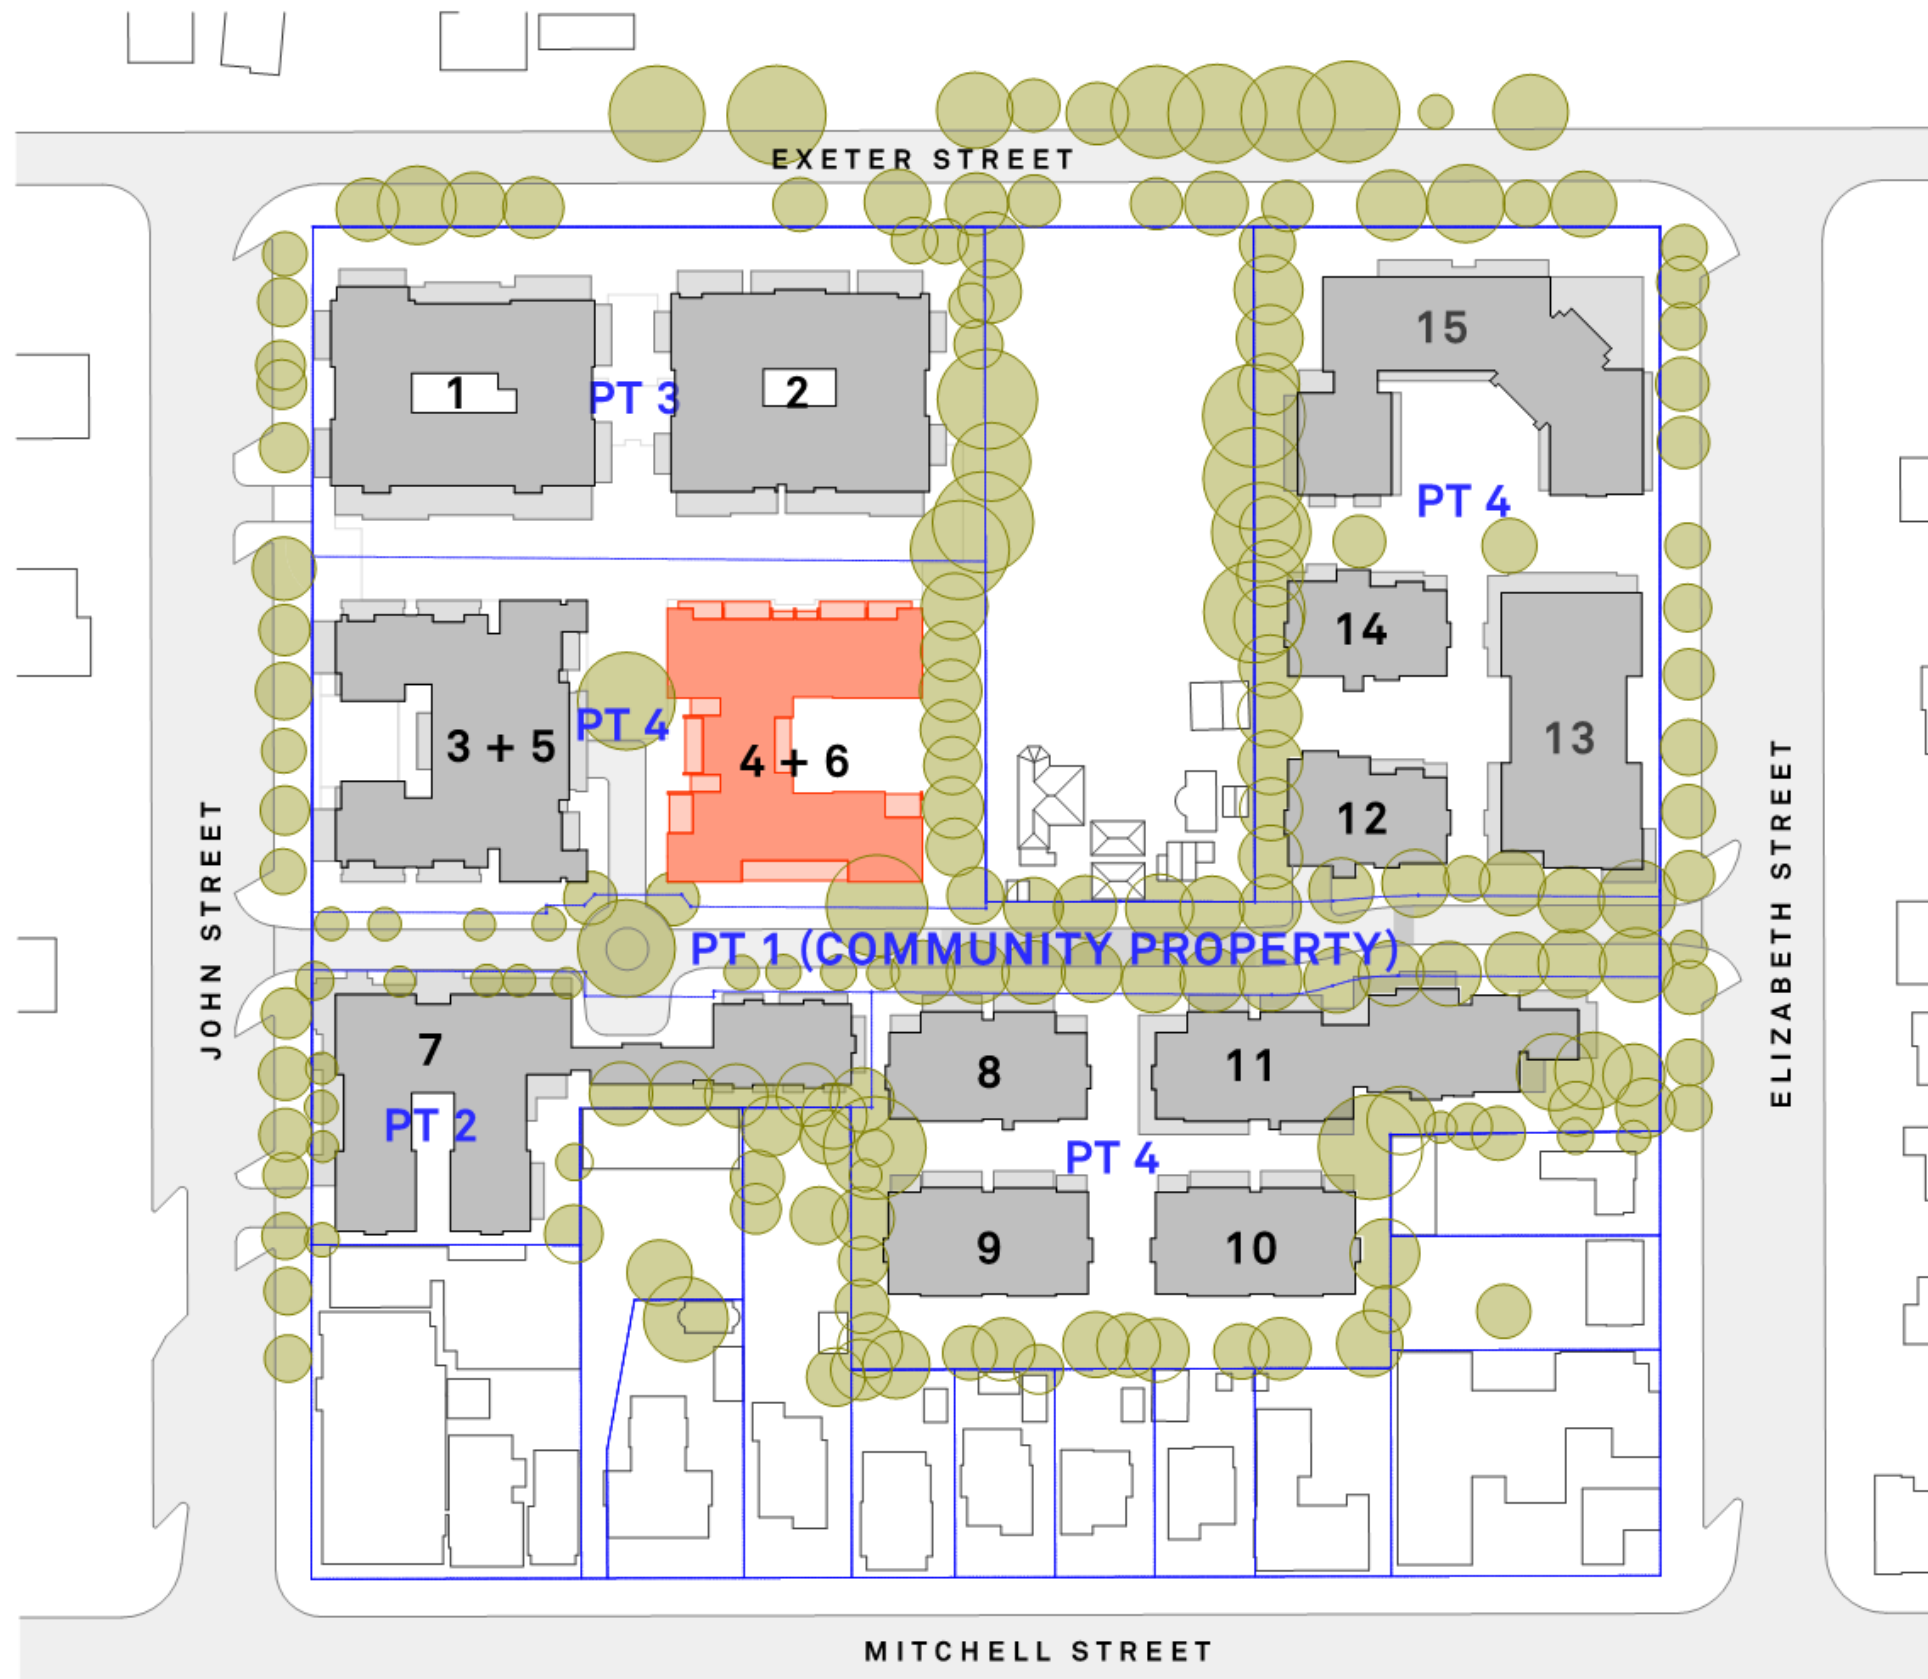 EXETER STREET
15
1
PT 3
2
PT 4
14
3 + 5
PT 4
4 + 6
13
12
JOHN STREET
ELIZABETH STREET
PT 1 (COMMUNITY PROPERTY)
7
8
11
PT 2
PT 4
9
10
MITCHELL STREET